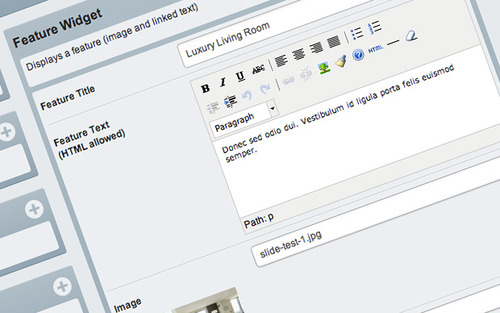 Feature Widget
Displays a feature (image and linked text)
Feature Title
Luxury Living Room
B I U ABC
HTML
Paragraph
Feature Text
(HTML allowed)
Donec sed odio dui. Vestibulum id ligula porta felis euismod
semper.
Path: p
slide-test-1.jpg
Image